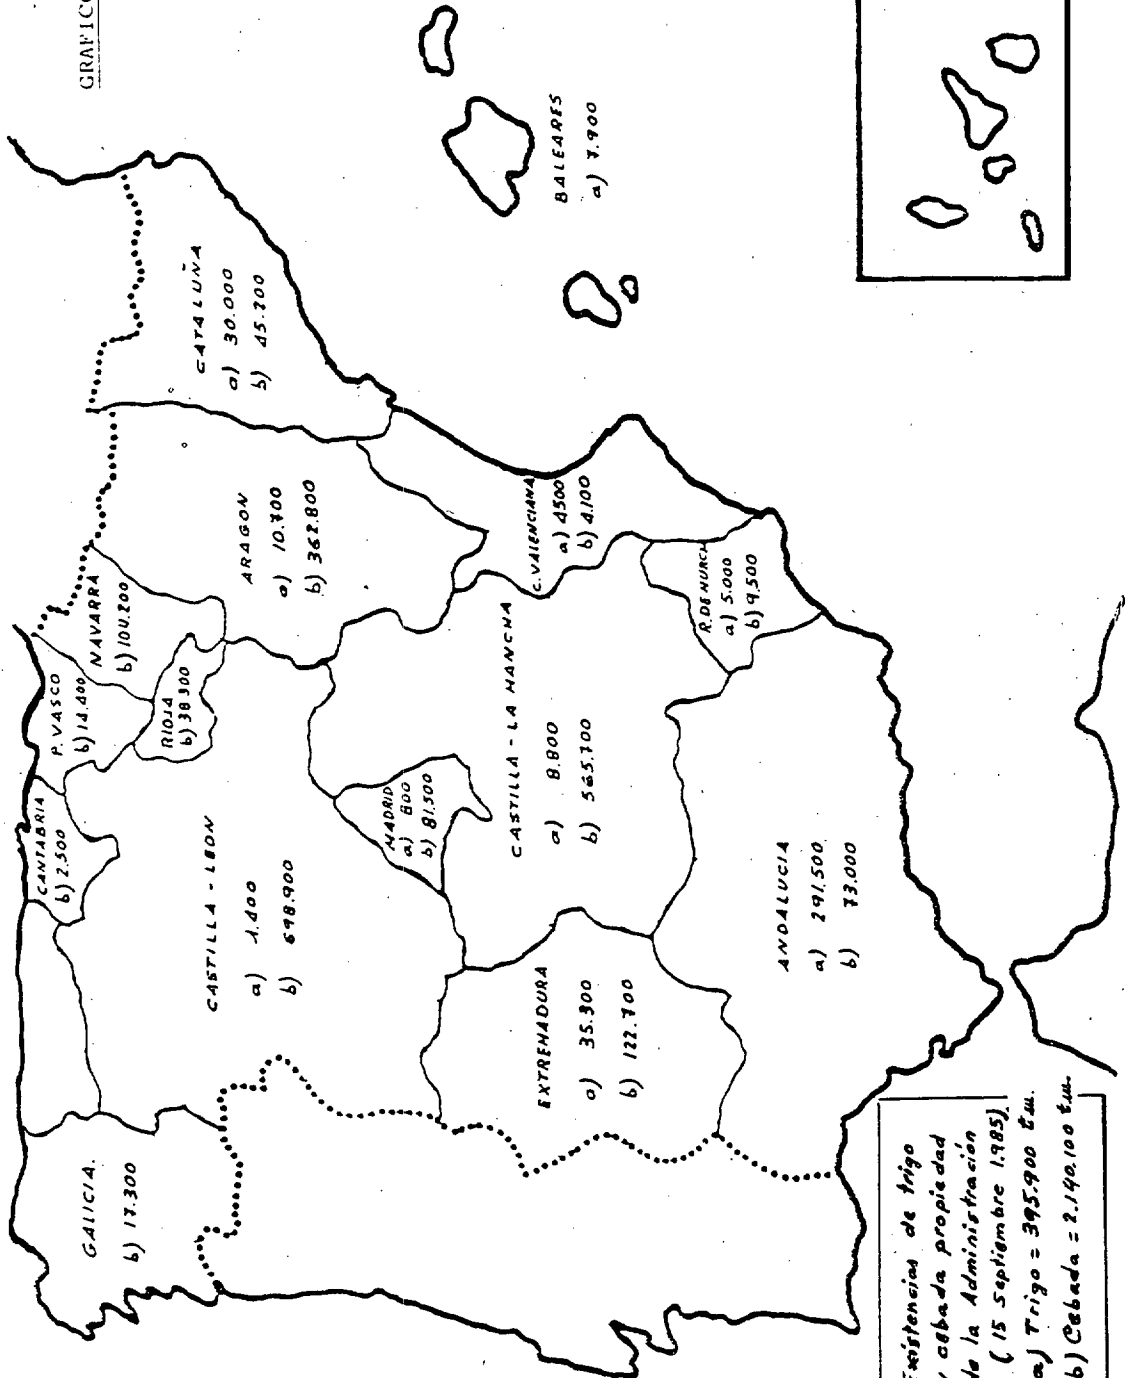 GRAFICO
GALICIA.
b) 17.300
CANTABRIA
b) 2.500
P. VASCO
b) 14.400
NAVARRA
b) 104.200
RIOJA
b) 38.300
ARAGON
a) 10.700
b) 362.800
CATALUÑA
a) 30.000
b) 45.200
BALEARES
a) 7.900
CASTILLA - LEON
a) 1.400
b) 698.900
MADRID
a) 800
b) 81.500
CASTILLA - LA MANCHA
a) 8.800
b) 565.700
C. VALENCIANA
a) 4500
b) 4.100
R. DE MURCIA
a) 5.000
b) 9.500
EXTREMADURA
a) 35.300
b) 122.700
ANDALUCIA
a) 291.500
b) 73.000
Existencias de trigo
y cebada propiedad
de la Administración
( 15 Septiembre 1.985)
a) Trigo = 395.900 t.m.
b) Cebada = 2.140.100 t.m.